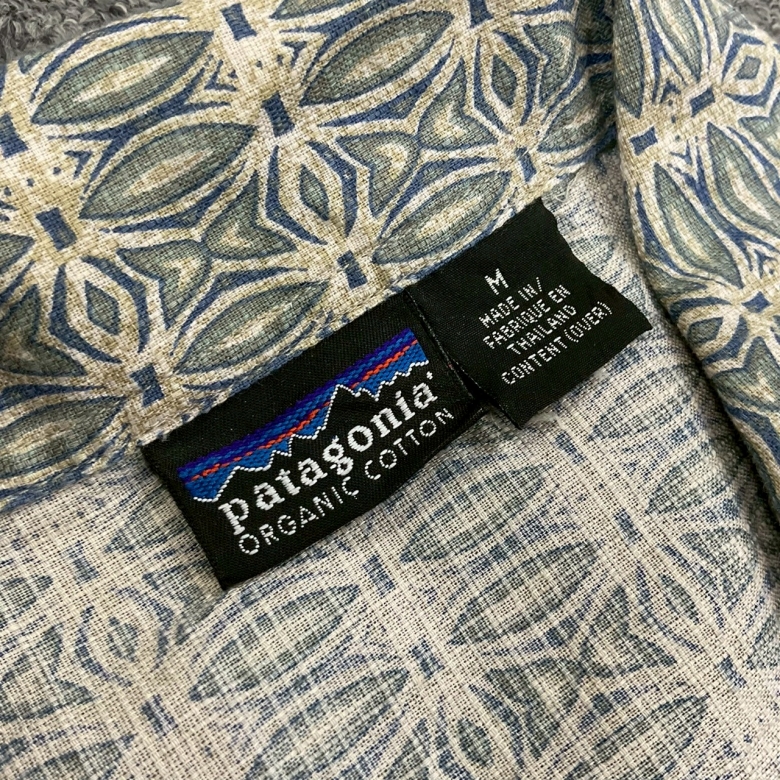 patagonia®
ORGANIC COTTON
M
MADE IN/
FABRIQUE EN
THAILAND
CONTENT (OVER)